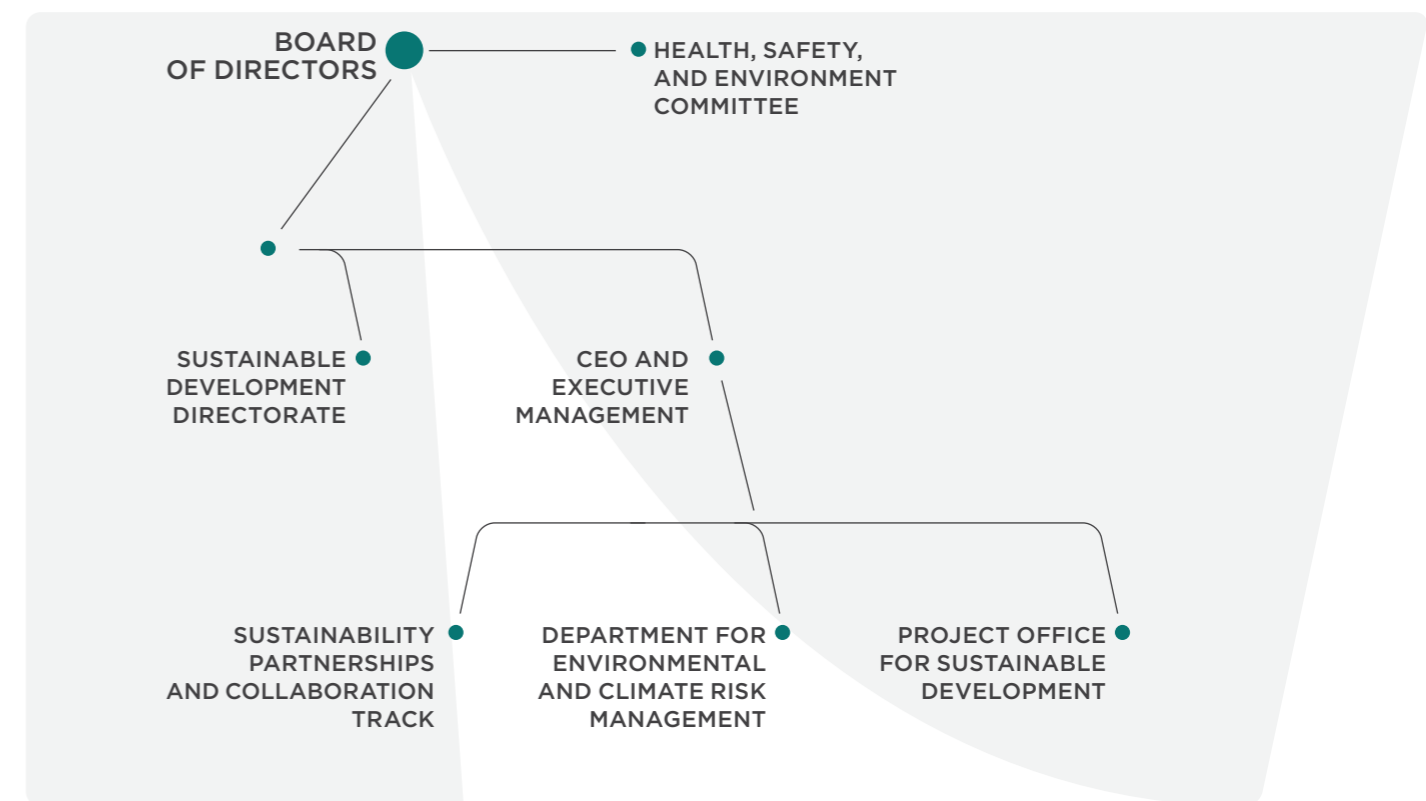 BOARD
OF DIRECTORS
HEALTH, SAFETY,
AND ENVIRONMENT
COMMITTEE
SUSTAINABLE
DEVELOPMENT
DIRECTORATE
CEO AND
EXECUTIVE
MANAGEMENT
SUSTAINABILITY
PARTNERSHIPS
AND COLLABORATION
TRACK
DEPARTMENT FOR
ENVIRONMENTAL
AND CLIMATE RISK
MANAGEMENT
PROJECT OFFICE
FOR SUSTAINABLE
DEVELOPMENT